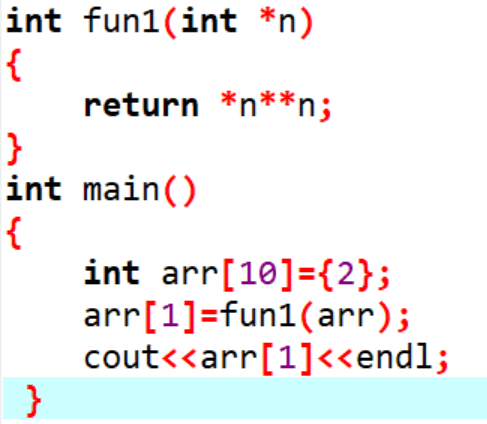 int fun1(int *n)
{
    return *n**n;
}
int main()
{
    int arr[10]={2};
    arr[1]=fun1(arr);
    cout<<arr[1]<<endl;
 }